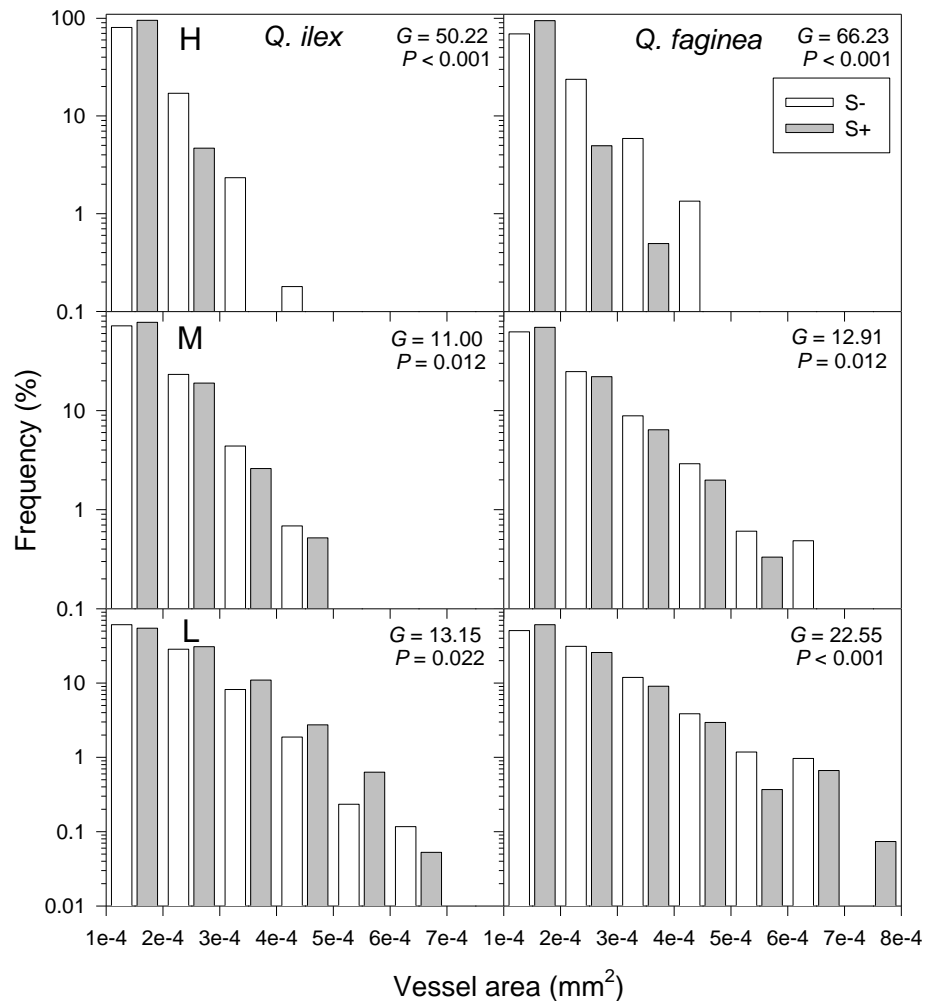 H
Q. ilex
G = 50.22
P < 0.001
Q. faginea
G = 66.23
P < 0.001
S-
S+
100
10
1
0.1
M
G = 11.00
P = 0.012
G = 12.91
P = 0.012
10
1
0.1
L
G = 13.15
P = 0.022
G = 22.55
P < 0.001
10
1
0.1
0.01
Frequency (%)
1e-4 2e-4 3e-4 4e-4 5e-4 6e-4 7e-4 1e-4 2e-4 3e-4 4e-4 5e-4 6e-4 7e-4 8e-4
Vessel area (mm²)